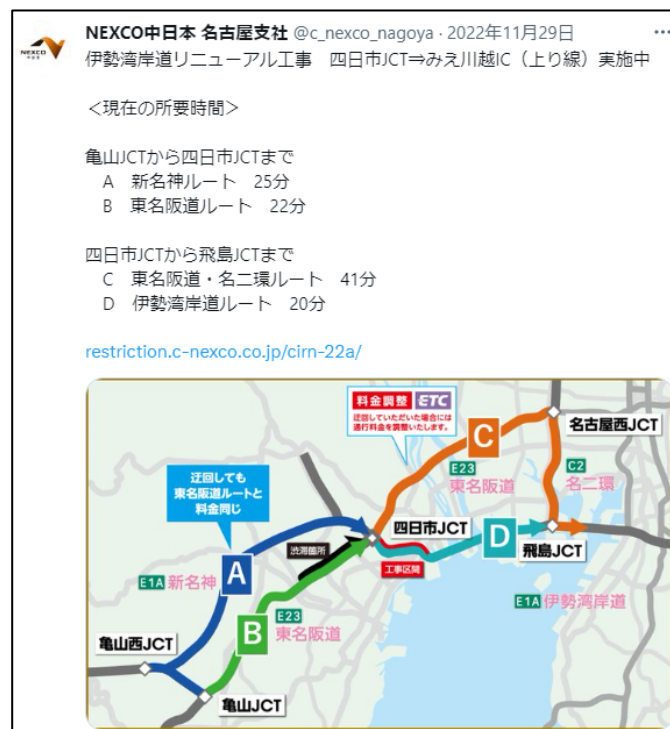 NEXCO中日本 名古屋支社 @c_nexco_nagoya · 2022年11月29日 ···
NEXCO
中日本
伊勢湾岸道リニューアル工事　四日市JCT⇒みえ川越IC（上り線）実施中
＜現在の所要時間＞
亀山JCTから四日市JCTまで
A　新名神ルート　25分
B　東名阪道ルート　22分
四日市JCTから飛島JCTまで
C　東名阪道・名二環ルート　41分
D　伊勢湾岸道ルート　20分
restriction.c-nexco.co.jp/cirn-22a/
料金調整 ETC
迂回していただいた場合には
通行料金を調整いたします。
C
名古屋西JCT
E23
東名阪道
C2
名二環
迂回しても
東名阪道ルートと
料金同じ
四日市JCT
D
飛島JCT
渋滞箇所
工事区間
A
E1A 新名神
E1A 伊勢湾岸道
B
E23
東名阪道
亀山西JCT
亀山JCT